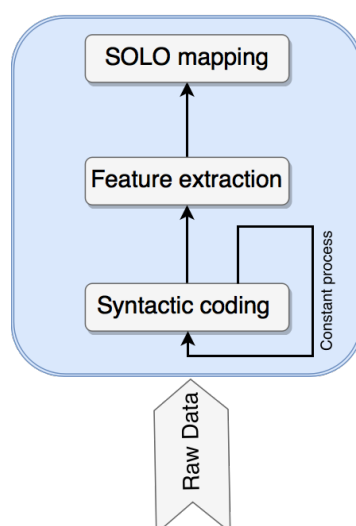 SOLO mapping
Feature extraction
Syntactic coding
Constant process
Raw Data